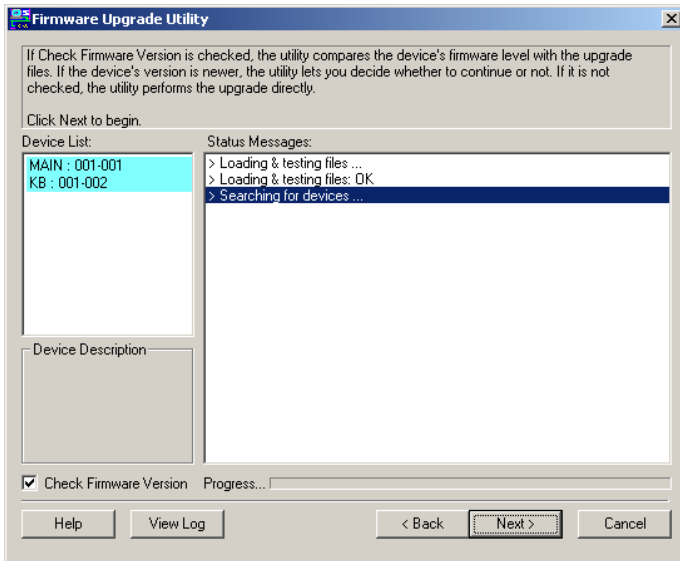 Firmware Upgrade Utility
If Check Firmware Version is checked, the utility compares the device's firmware level with the upgrade
files. If the device's version is newer, the utility lets you decide whether to continue or not. If it is not
checked, the utility performs the upgrade directly.
Click Next to begin.
Device List:
MAIN : 001-001
KB : 001-002
Status Messages:
> Loading & testing files ...
> Loading & testing files: OK
> Searching for devices ...
Device Description
Check Firmware Version
Progress...
Help
View Log
< Back
Next >
Cancel